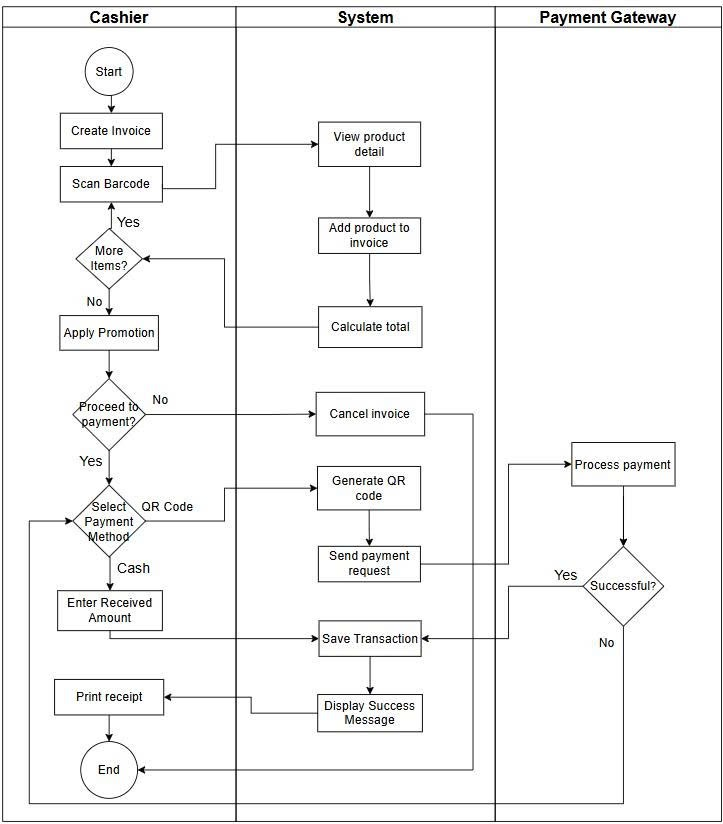 Cashier
System
Payment Gateway
Start
Create Invoice
Scan Barcode
View product
detail
Yes
More
Items?
Add product to
invoice
No
Apply Promotion
Calculate total
Proceed to
payment?
No
Cancel invoice
Yes
Select
Payment
Method
QR Code
Generate QR
code
Process payment
Cash
Send payment
request
Yes
Successful?
Enter Received
Amount
Save Transaction
No
Print receipt
Display Success
Message
End